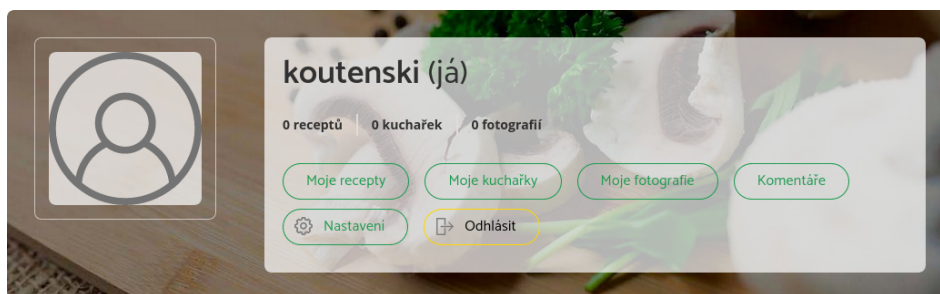 koutenski (já)
0 receptů 0 kuchařek 0 fotografií
Moje recepty Moje kuchařky Moje fotografie Komentáře
Nastavení Odhlásit